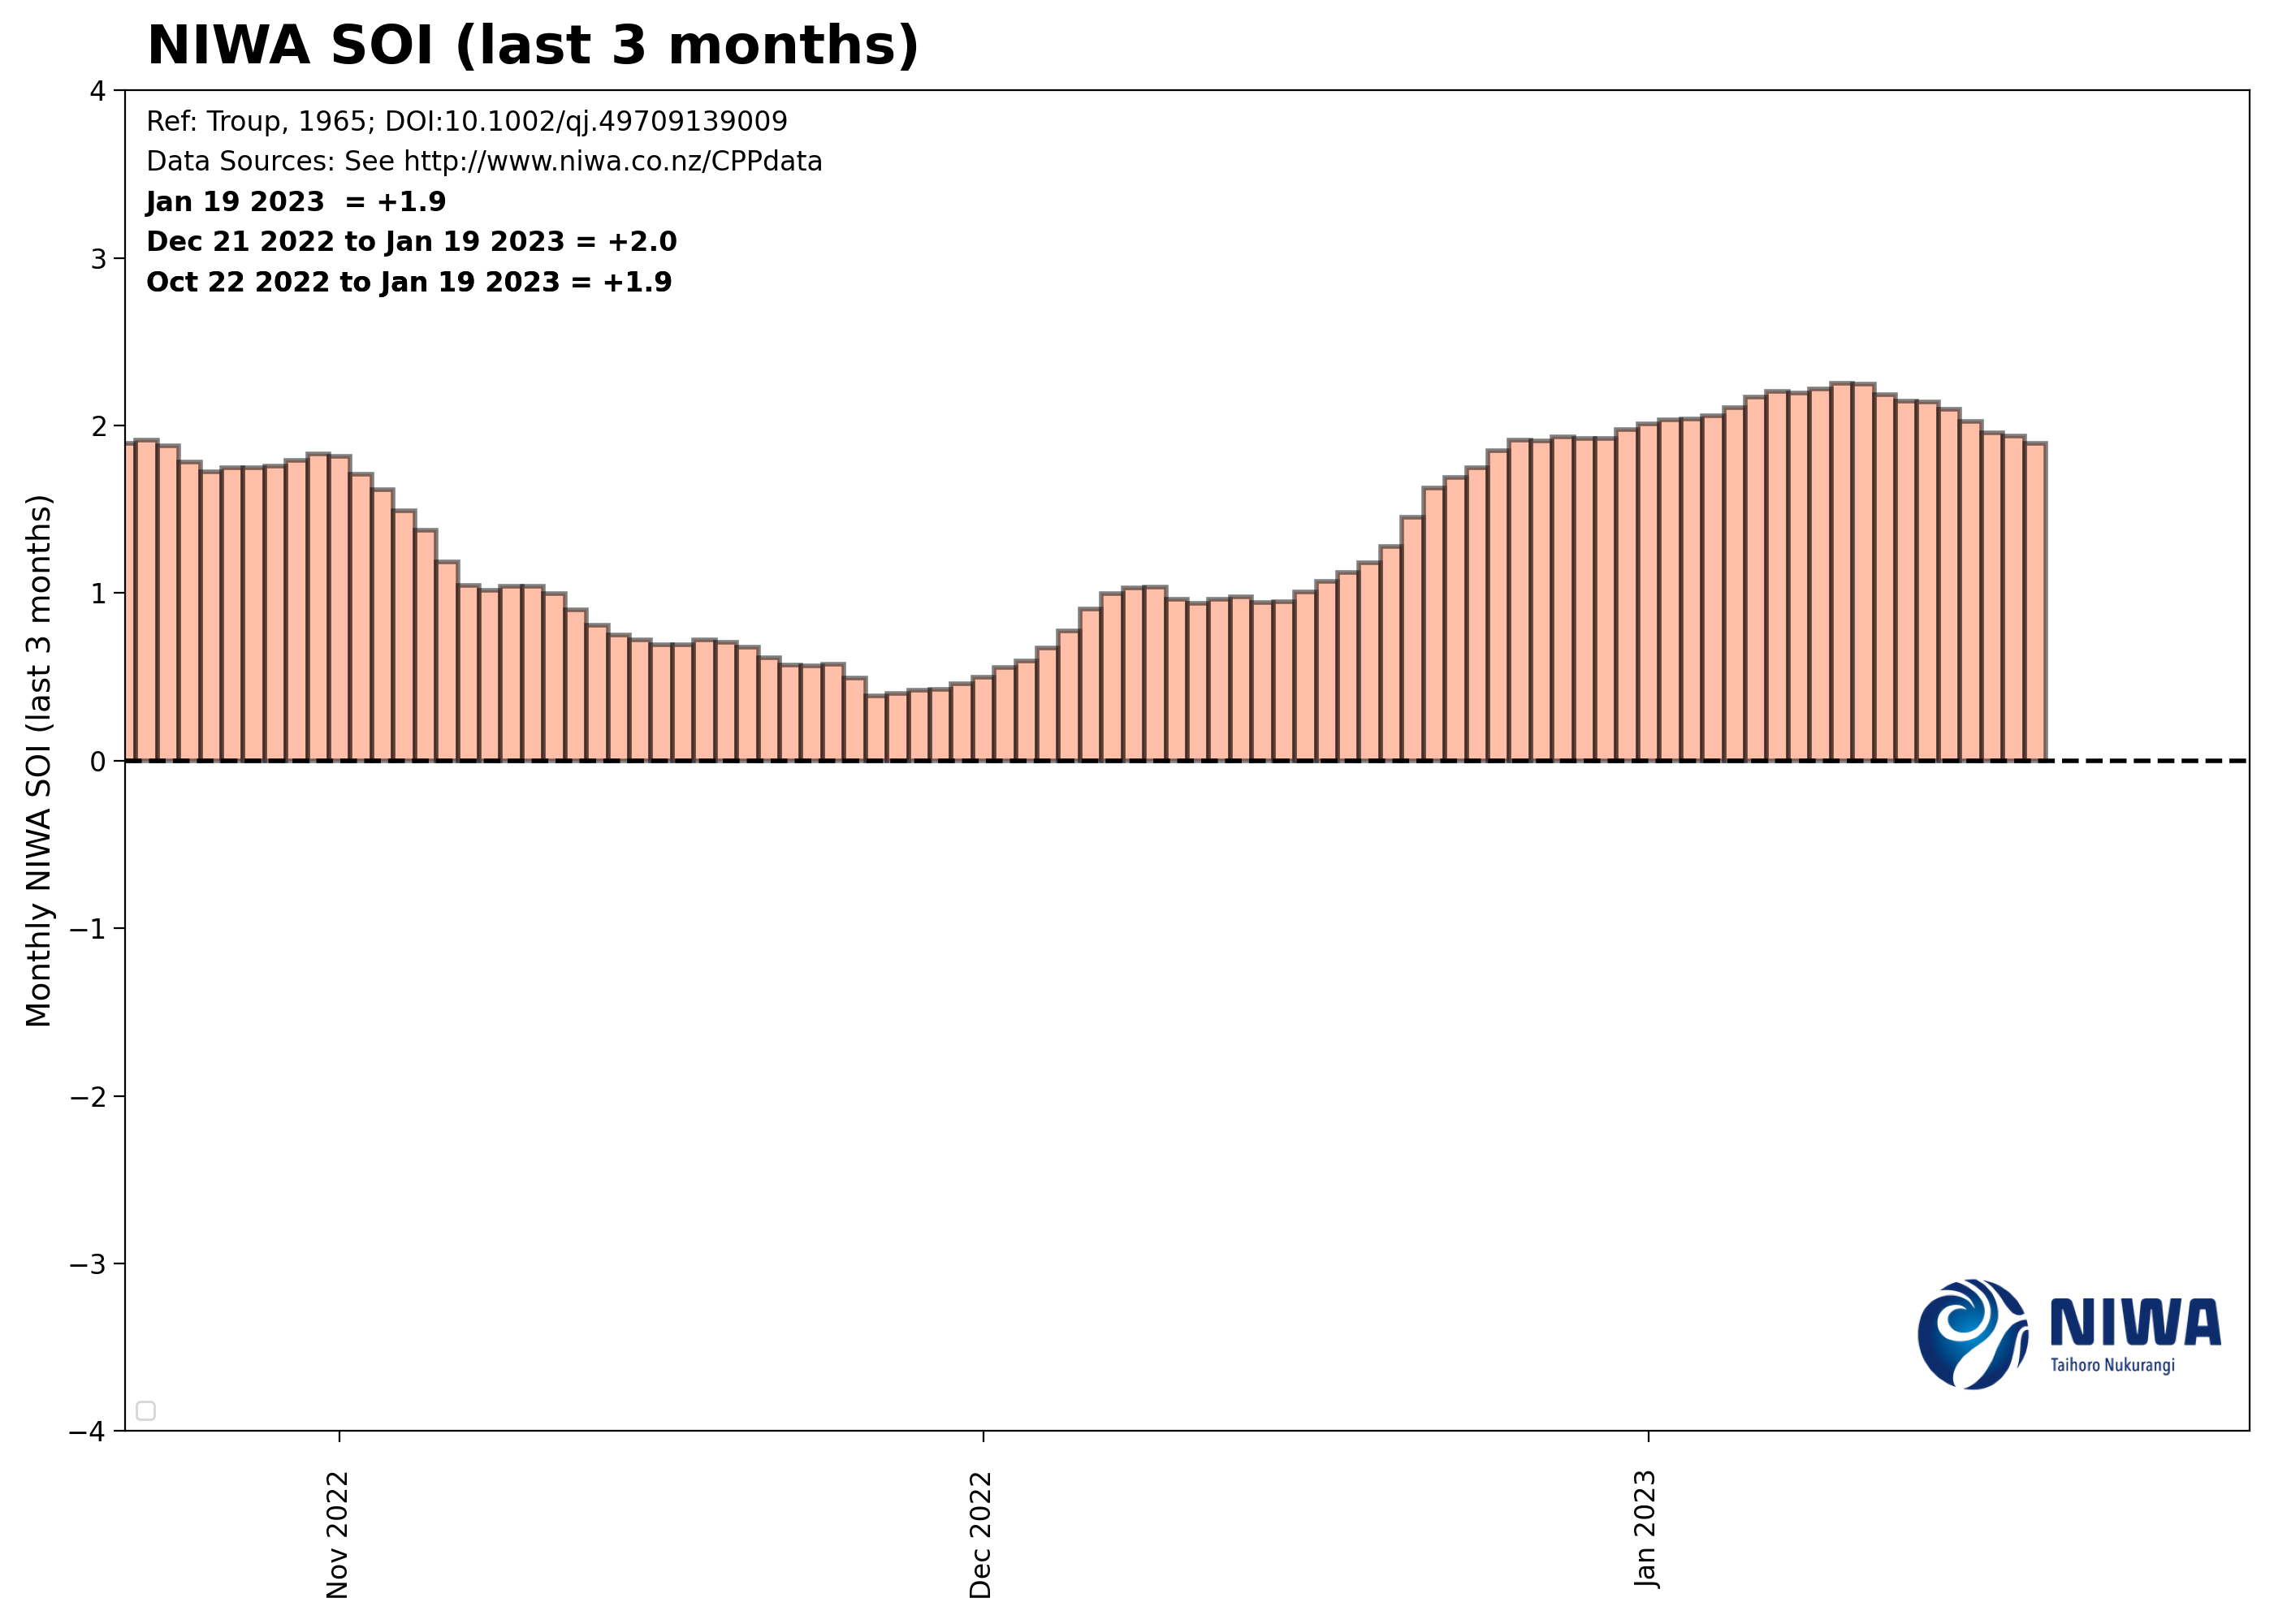 NIWA SOI (last 3 months)
Ref: Troup, 1965; DOI:10.1002/qj.49709139009
Data Sources: See http://www.niwa.co.nz/CPPdata
Jan 19 2023  = +1.9
Dec 21 2022 to Jan 19 2023 = +2.0
Oct 22 2022 to Jan 19 2023 = +1.9
Monthly NIWA SOI (last 3 months)
4
3
2
1
0
−1
−2
−3
−4
Nov 2022
Dec 2022
Jan 2023
NIWA
Taihoro Nukurangi